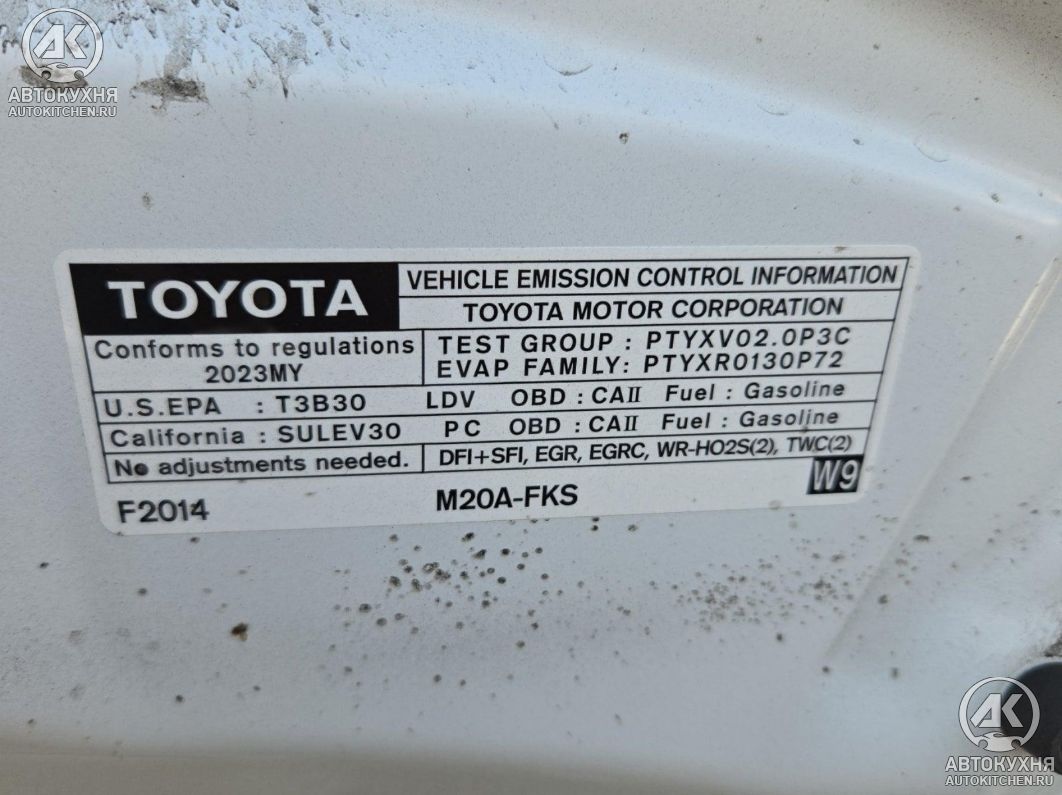 AK
АВТОКУХНЯ
AUTOKITCHEN.RU
TOYOTA
VEHICLE EMISSION CONTROL INFORMATION
TOYOTA MOTOR CORPORATION
Conforms to regulations
2023MY
TEST GROUP : PTYXV02.0P3C
EVAP FAMILY: PTYXR0130P72
U.S.EPA : T3B30 LDV OBD : CAII Fuel : Gasoline
California : SULEV30 PC OBD : CAII Fuel : Gasoline
No adjustments needed. DFI+SFI, EGR, EGRC, WR-HO2S(2), TWC(2)
W9
F2014 M20A-FKS
AK
АВТОКУХНЯ
AUTOKITCHEN.RU